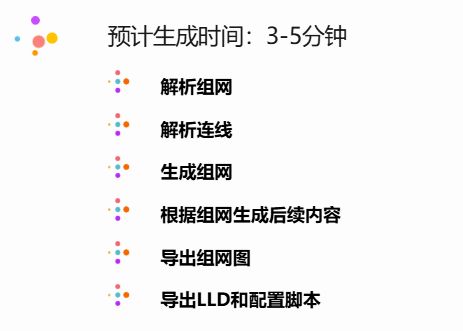 预计生成时间：3-5分钟
解析组网
解析连线
生成组网
根据组网生成后续内容
导出组网图
导出LLD和配置脚本